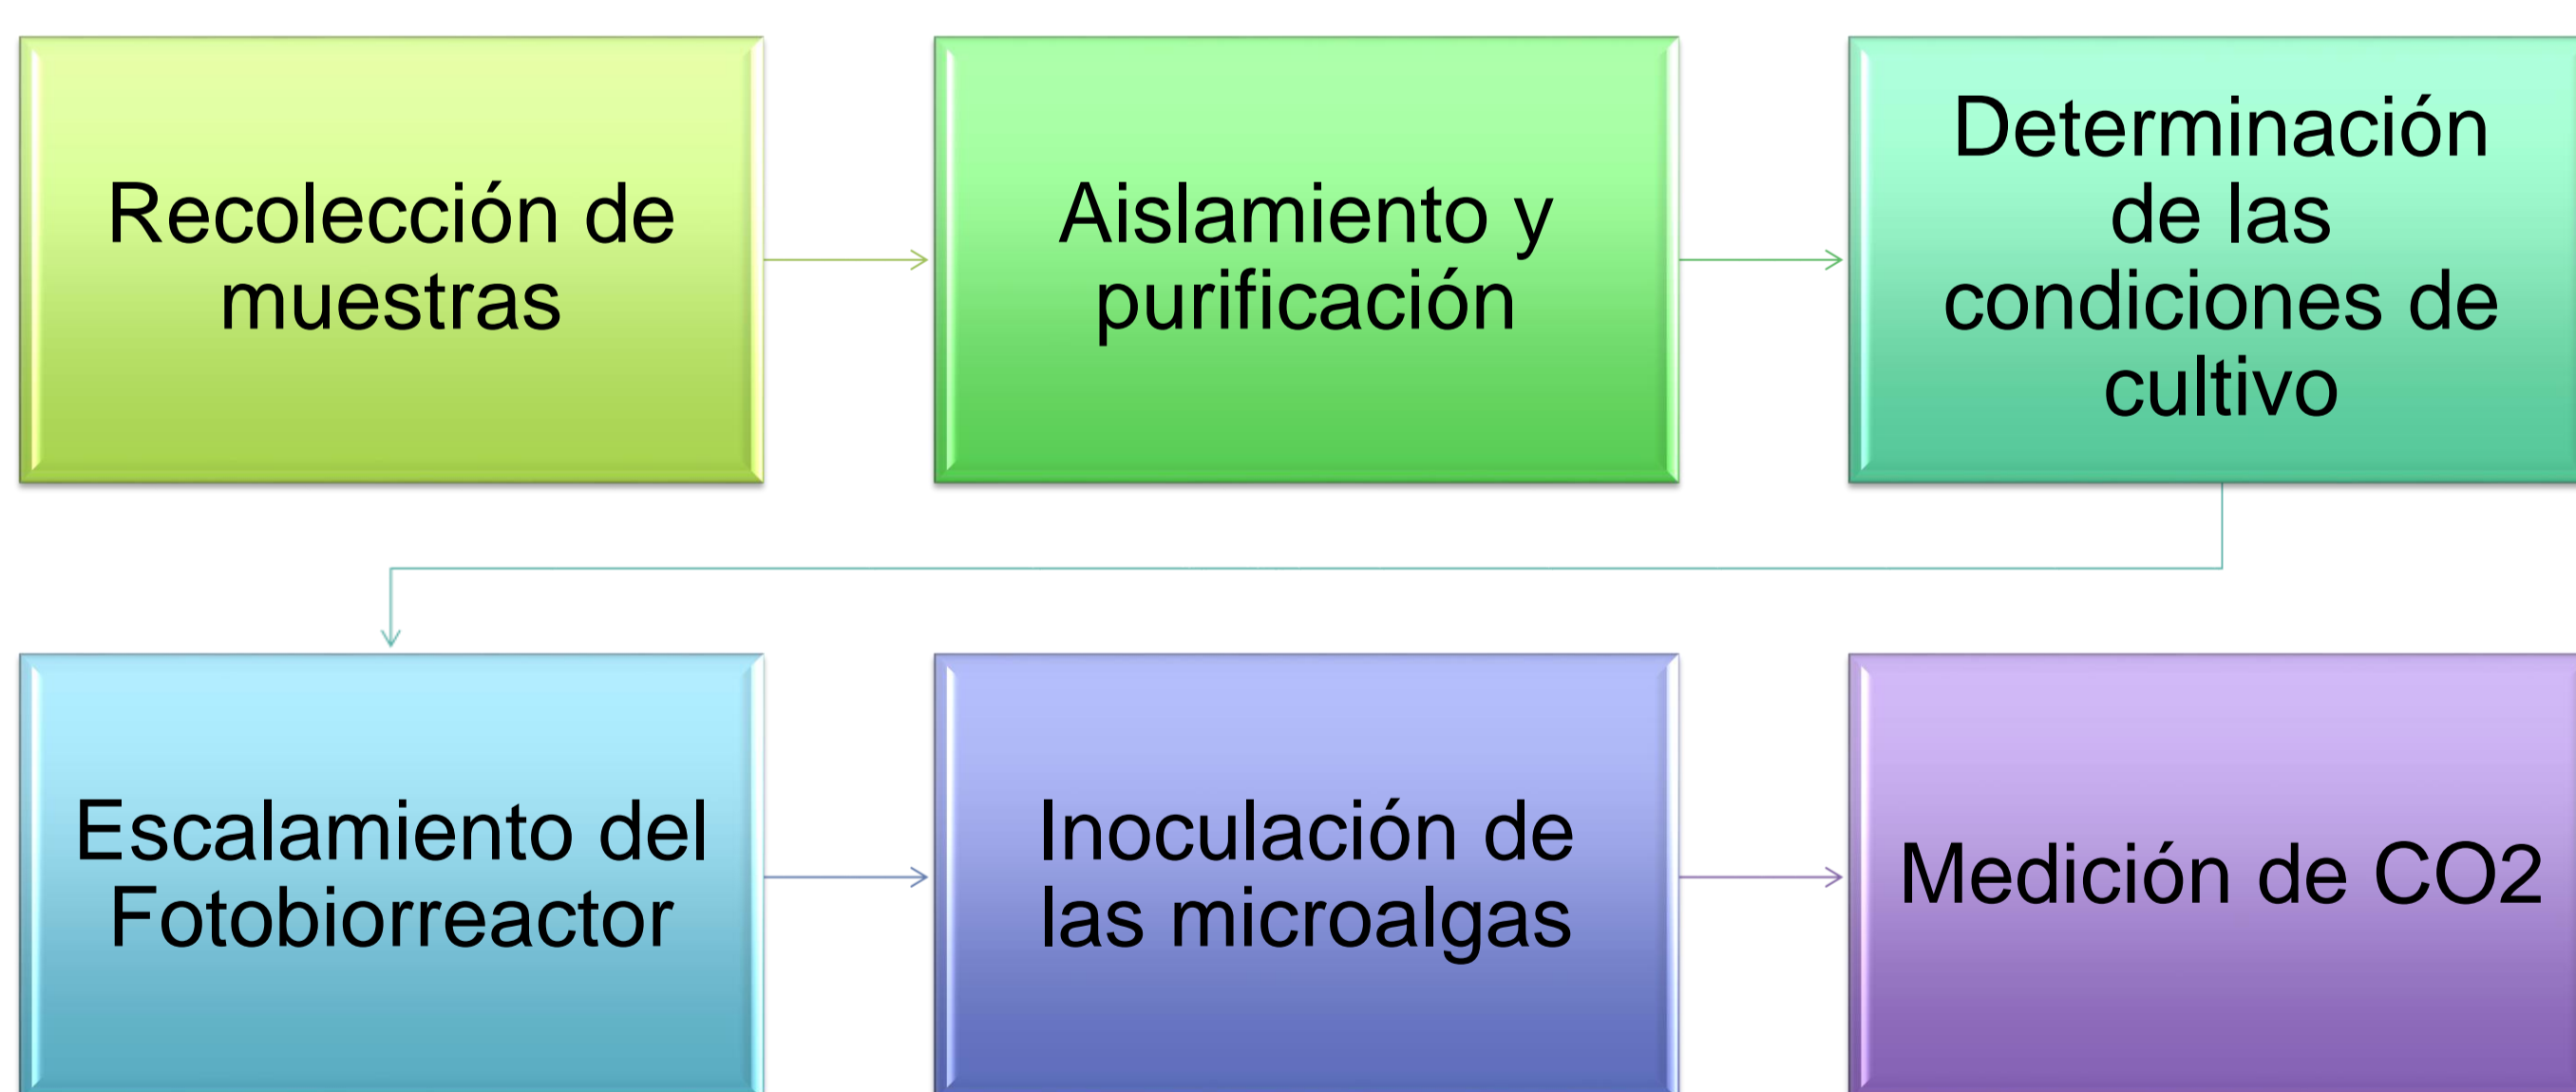 Recolección de
muestras
Aislamiento y
purificación
Determinación
de las
condiciones de
cultivo
Escalamiento del
Fotobiorreactor
Inoculación de
las microalgas
Medición de CO2